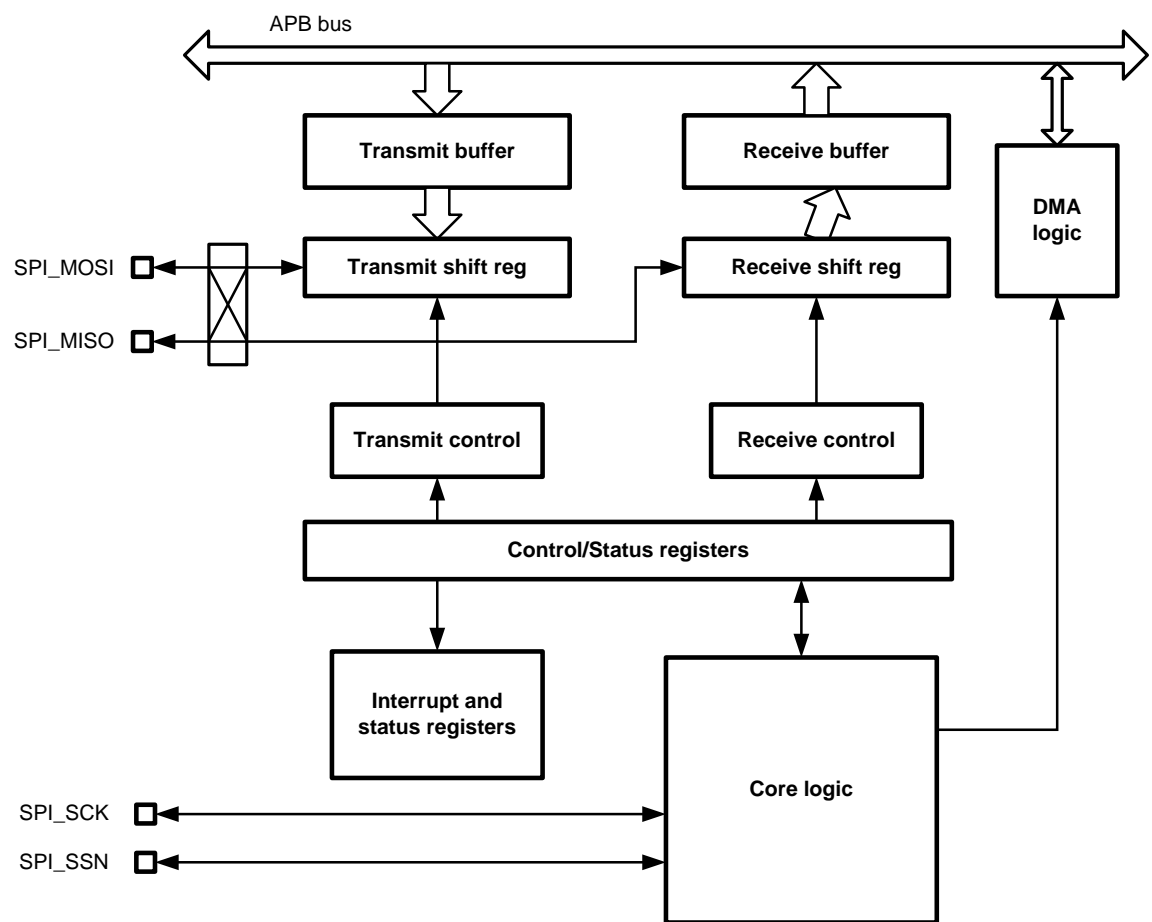 APB bus
Transmit buffer
Receive buffer
DMA
logic
SPI_MOSI
Transmit shift reg
Receive shift reg
SPI_MISO
Transmit control
Receive control
Control/Status registers
Interrupt and
status registers
Core logic
SPI_SCK
SPI_SSN